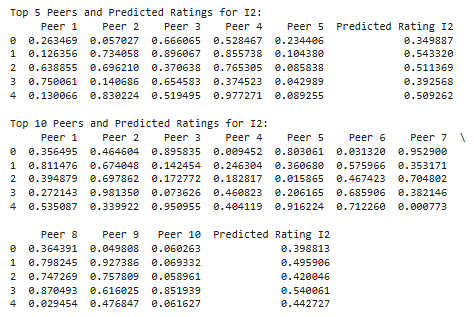 Top 5 Peers and Predicted Ratings for I2:
Peer 1 Peer 2 Peer 3 Peer 4 Peer 5 Predicted Rating I2
0 0.263469 0.057027 0.666065 0.528467 0.234406 0.349887
1 0.126356 0.734058 0.896067 0.855738 0.104380 0.543320
2 0.638855 0.696210 0.370638 0.765305 0.085838 0.511369
3 0.750061 0.140686 0.654583 0.374523 0.042989 0.392568
4 0.130066 0.830224 0.519495 0.977271 0.089255 0.509262
Top 10 Peers and Predicted Ratings for I2:
Peer 1 Peer 2 Peer 3 Peer 4 Peer 5 Peer 6 Peer 7 \
0 0.356495 0.464604 0.895835 0.009452 0.803061 0.031320 0.952900
1 0.811476 0.674048 0.142454 0.246304 0.360680 0.575966 0.353171
2 0.394879 0.697862 0.172772 0.182817 0.015865 0.467423 0.704802
3 0.272143 0.981350 0.073626 0.460823 0.206165 0.685906 0.382146
4 0.535087 0.339922 0.950955 0.404119 0.916224 0.712260 0.000773
Peer 8 Peer 9 Peer 10 Predicted Rating I2
0 0.364391 0.049808 0.060263 0.398813
1 0.798245 0.927386 0.069332 0.495906
2 0.747269 0.757809 0.058961 0.420046
3 0.870493 0.616025 0.851939 0.540061
4 0.029454 0.476847 0.061627 0.442727